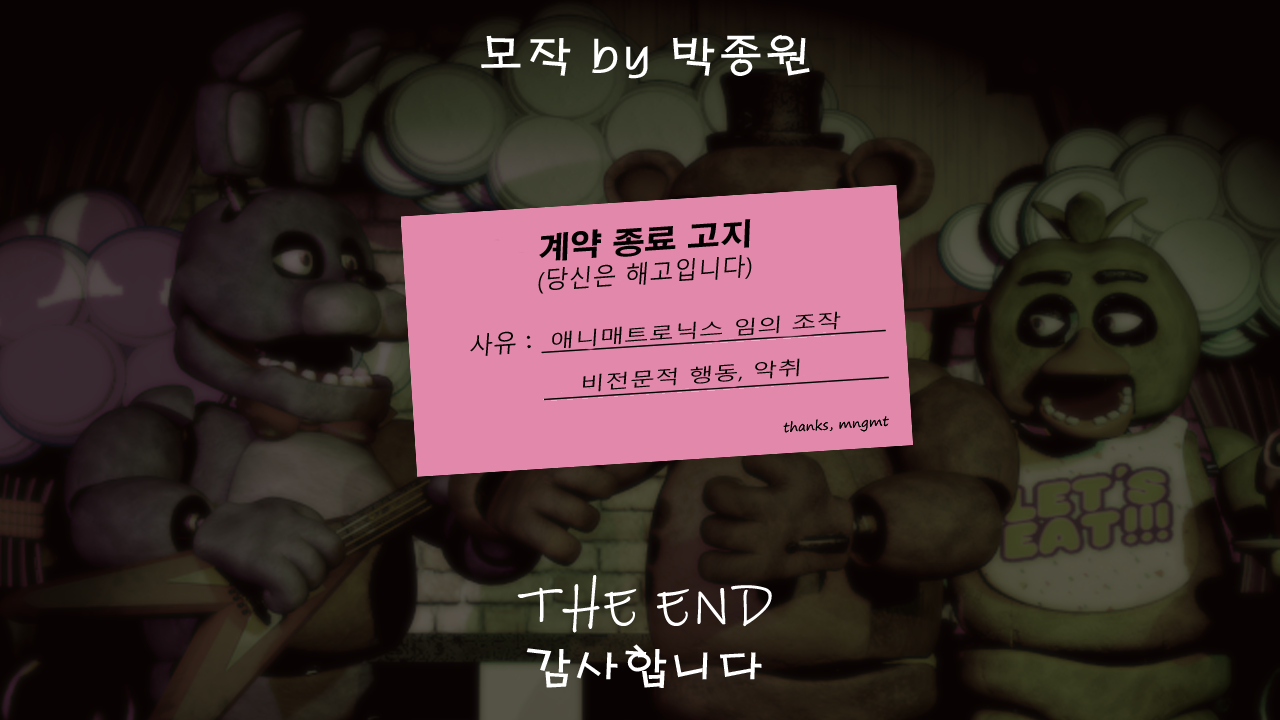 모작 by 박종원
계약 종료 고지
(당신은 해고입니다)
사유 : 애니매트로닉스 임의 조작
비전문적 행동, 악취
thanks, mngmt
LET'S
EAT!!!
THE END
감사합니다